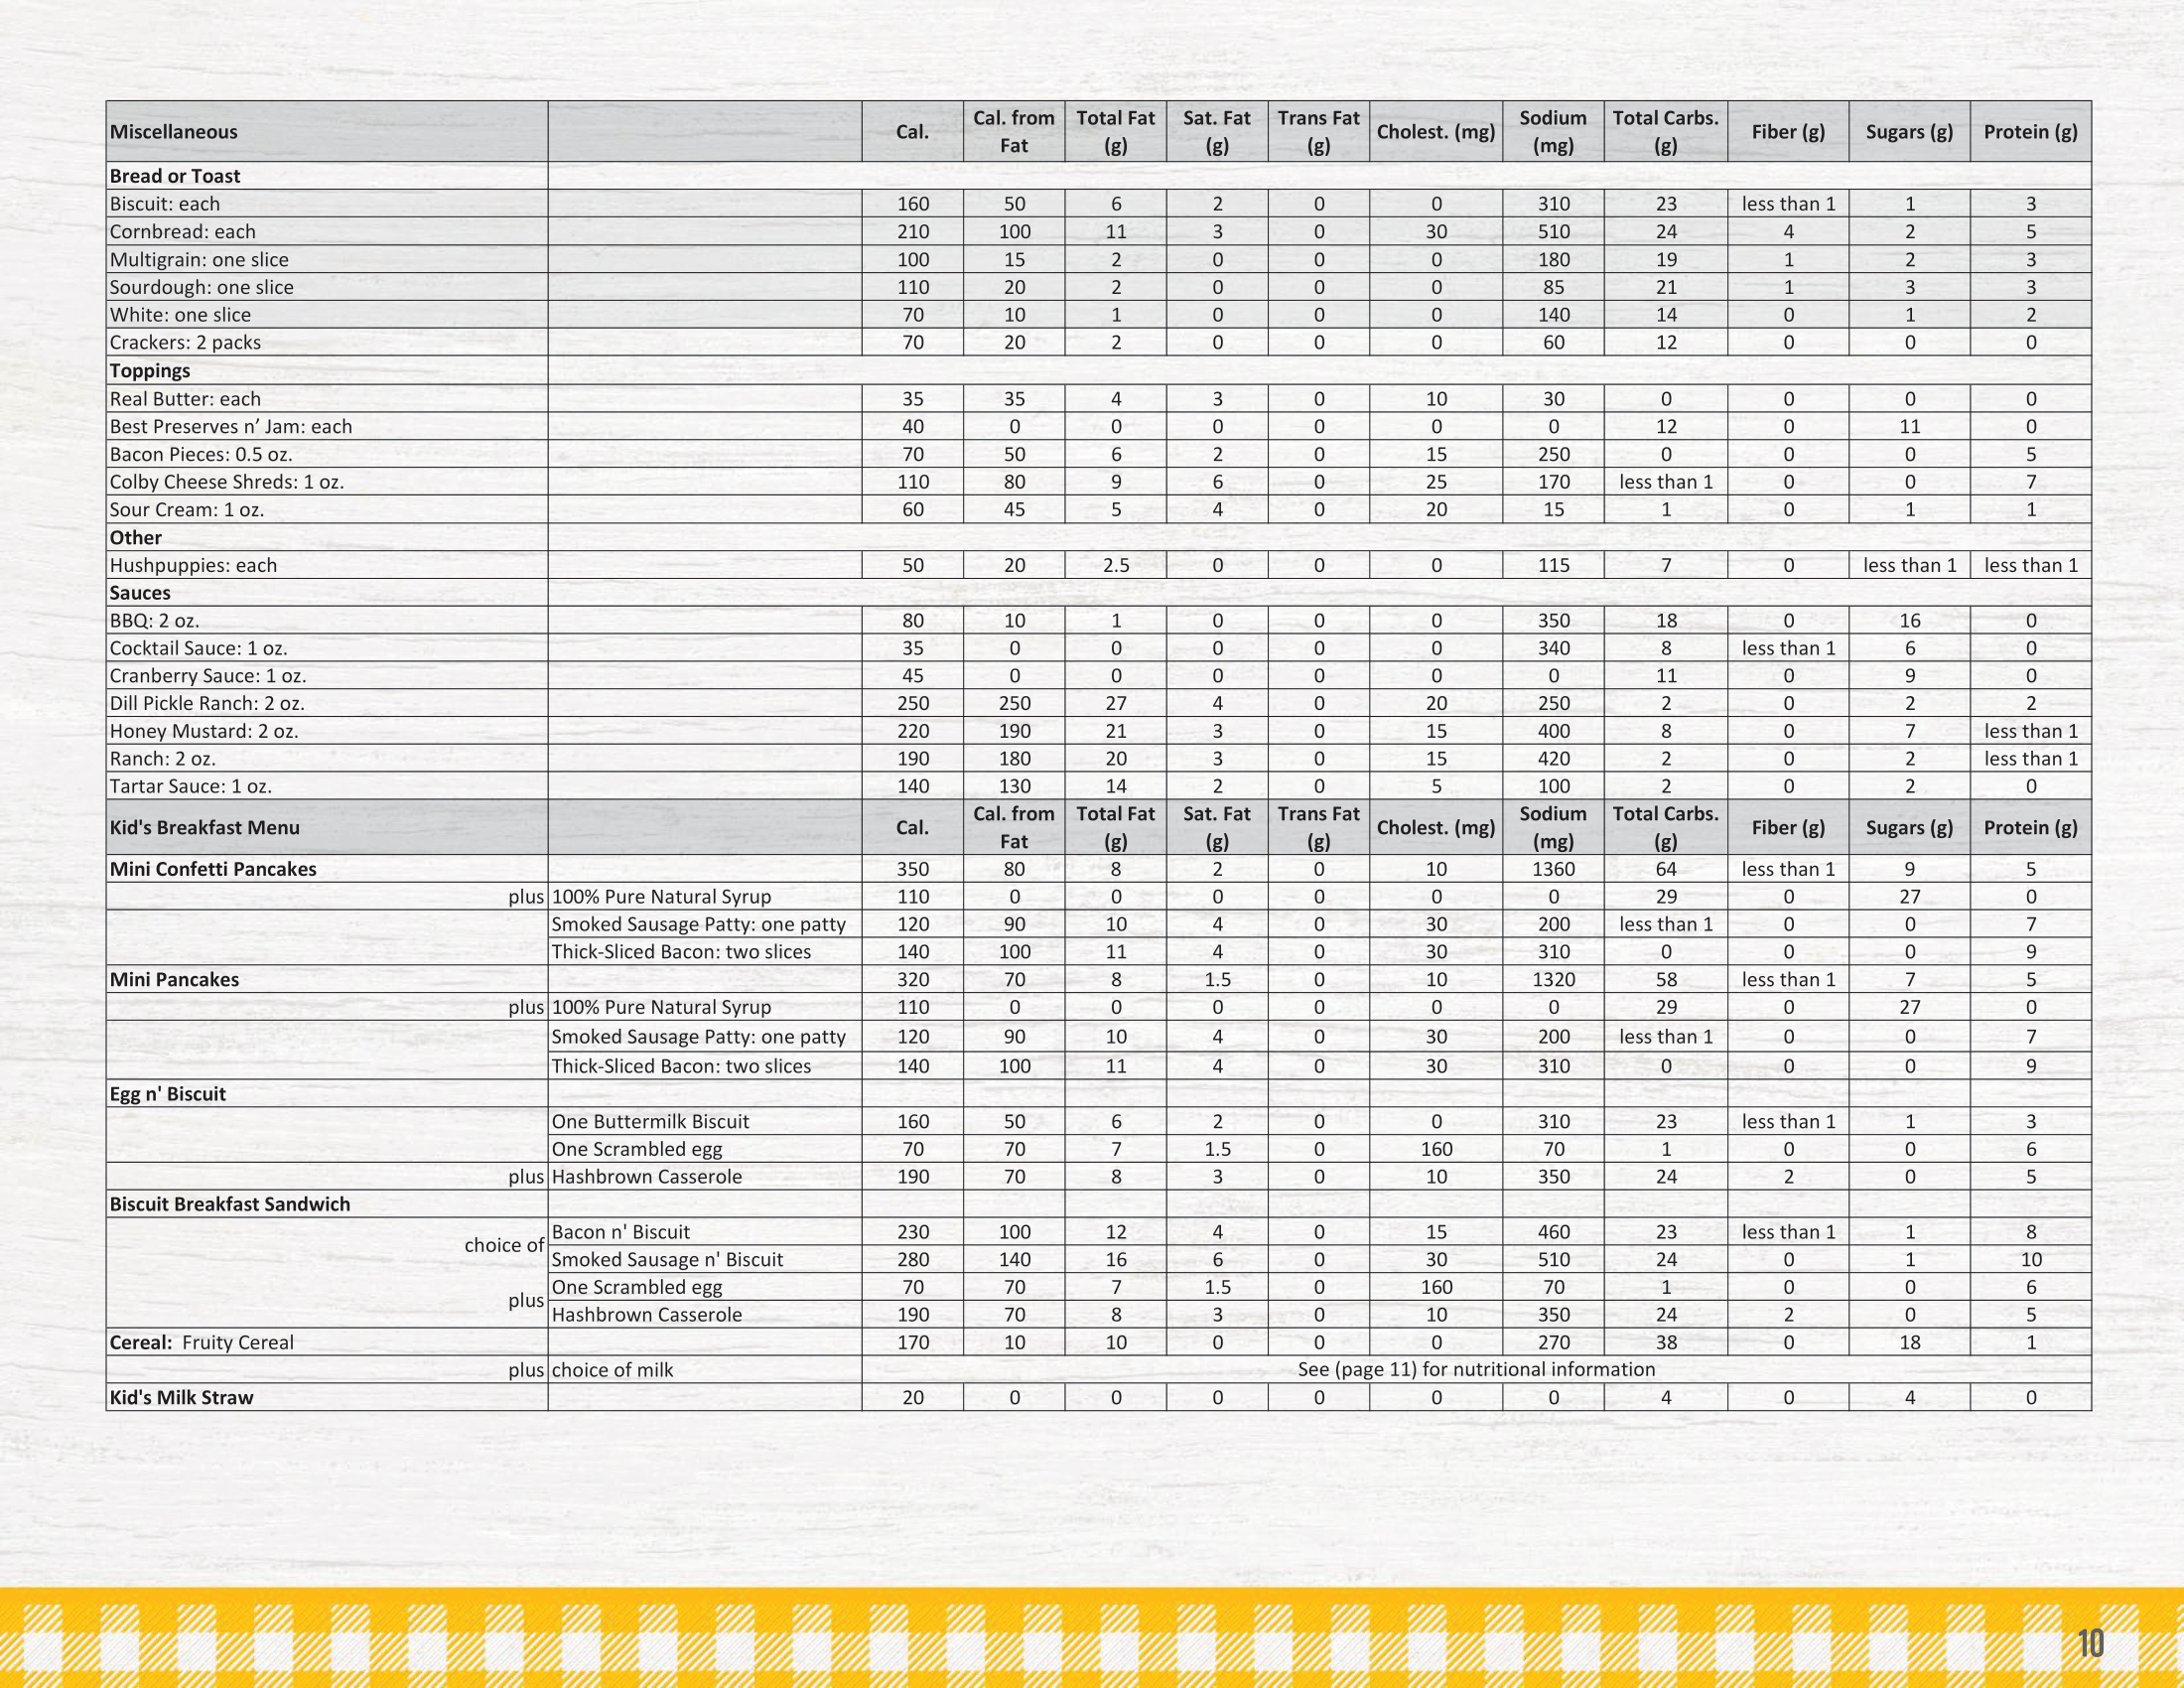 Miscellaneous Cal. Cal. from Fat Total Fat (g) Sat. Fat (g) Trans Fat (g) Cholest. (mg) Sodium (mg) Total Carbs. (g) Fiber (g) Sugars (g) Protein (g)
Bread or Toast
Biscuit: each 160 50 6 2 0 0 310 23 less than 1 1 3
Cornbread: each 210 100 11 3 0 30 510 24 4 2 5
Multigrain: one slice 100 15 2 0 0 0 180 19 1 2 3
Sourdough: one slice 110 20 2 0 0 0 85 21 1 3 3
White: one slice 70 10 1 0 0 0 140 14 0 1 2
Crackers: 2 packs 70 20 2 0 0 0 60 12 0 0 0
Toppings
Real Butter: each 35 35 4 3 0 10 30 0 0 0 0
Best Preserves n’ Jam: each 40 0 0 0 0 0 0 12 0 11 0
Bacon Pieces: 0.5 oz. 70 50 6 2 0 15 250 0 0 0 5
Colby Cheese Shreds: 1 oz. 110 80 9 6 0 25 170 less than 1 0 0 7
Sour Cream: 1 oz. 60 45 5 4 0 20 15 1 0 1 1
Other
Hushpuppies: each 50 20 2.5 0 0 0 115 7 0 less than 1 less than 1
Sauces
BBQ: 2 oz. 80 10 1 0 0 0 350 18 0 16 0
Cocktail Sauce: 1 oz. 35 0 0 0 0 0 340 8 less than 1 6 0
Cranberry Sauce: 1 oz. 45 0 0 0 0 0 0 11 0 9 0
Dill Pickle Ranch: 2 oz. 250 250 27 4 0 20 250 2 0 2 2
Honey Mustard: 2 oz. 220 190 21 3 0 15 400 8 0 7 less than 1
Ranch: 2 oz. 190 180 20 3 0 15 420 2 0 2 less than 1
Tartar Sauce: 1 oz. 140 130 14 2 0 5 100 2 0 2 0
Kid's Breakfast Menu Cal. Cal. from Fat Total Fat (g) Sat. Fat (g) Trans Fat (g) Cholest. (mg) Sodium (mg) Total Carbs. (g) Fiber (g) Sugars (g) Protein (g)
Mini Confetti Pancakes 350 80 8 2 0 10 1360 64 less than 1 9 5
plus 100% Pure Natural Syrup 110 0 0 0 0 0 0 29 0 27 0
Smoked Sausage Patty: one patty 120 90 10 4 0 30 200 less than 1 0 0 7
Thick-Sliced Bacon: two slices 140 100 11 4 0 30 310 0 0 0 9
Mini Pancakes 320 70 8 1.5 0 10 1320 58 less than 1 7 5
plus 100% Pure Natural Syrup 110 0 0 0 0 0 0 29 0 27 0
Smoked Sausage Patty: one patty 120 90 10 4 0 30 200 less than 1 0 0 7
Thick-Sliced Bacon: two slices 140 100 11 4 0 30 310 0 0 0 9
Egg n' Biscuit
One Buttermilk Biscuit 160 50 6 2 0 0 310 23 less than 1 1 3
One Scrambled egg 70 70 7 1.5 0 160 70 1 0 0 6
plus Hashbrown Casserole 190 70 8 3 0 10 350 24 2 0 5
Biscuit Breakfast Sandwich
choice of Bacon n' Biscuit 230 100 12 4 0 15 460 23 less than 1 1 8
Smoked Sausage n' Biscuit 280 140 16 6 0 30 510 24 0 1 10
plus One Scrambled egg 70 70 7 1.5 0 160 70 1 0 0 6
Hashbrown Casserole 190 70 8 3 0 10 350 24 2 0 5
Cereal: Fruity Cereal 170 10 10 0 0 0 270 38 0 18 1
plus choice of milk See (page 11) for nutritional information
Kid's Milk Straw 20 0 0 0 0 0 0 4 0 4 0
10